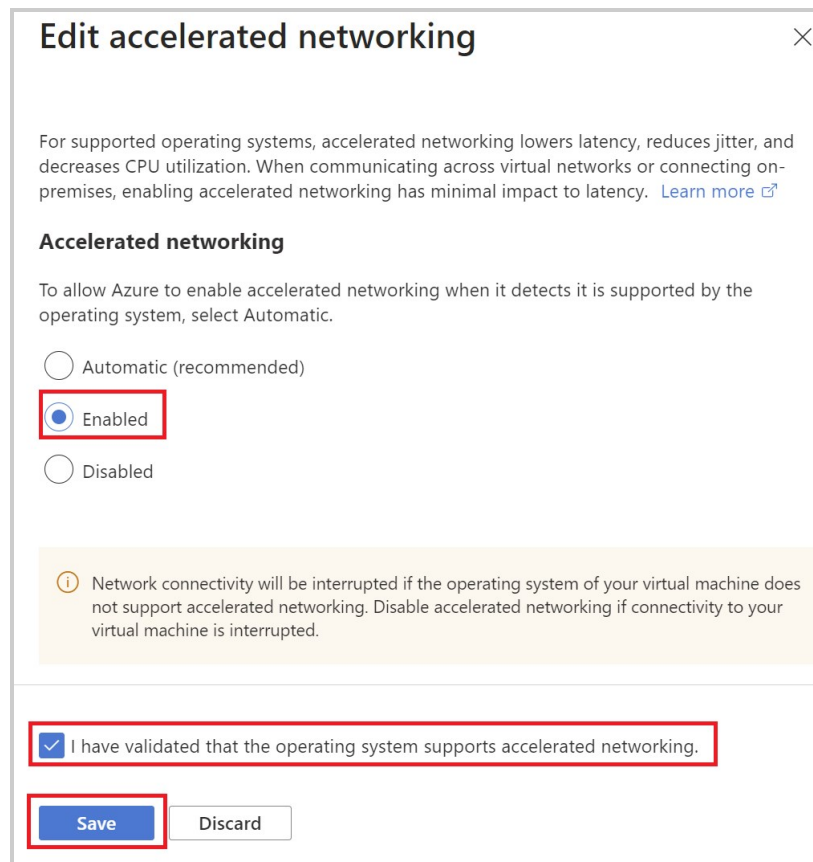 Edit accelerated networking
For supported operating systems, accelerated networking lowers latency, reduces jitter, and
decreases CPU utilization. When communicating across virtual networks or connecting on-
premises, enabling accelerated networking has minimal impact to latency. Learn more
Accelerated networking
To allow Azure to enable accelerated networking when it detects it is supported by the
operating system, select Automatic.
Automatic (recommended)
Enabled
Disabled
Network connectivity will be interrupted if the operating system of your virtual machine does
not support accelerated networking. Disable accelerated networking if connectivity to your
virtual machine is interrupted.
I have validated that the operating system supports accelerated networking.
Save Discard